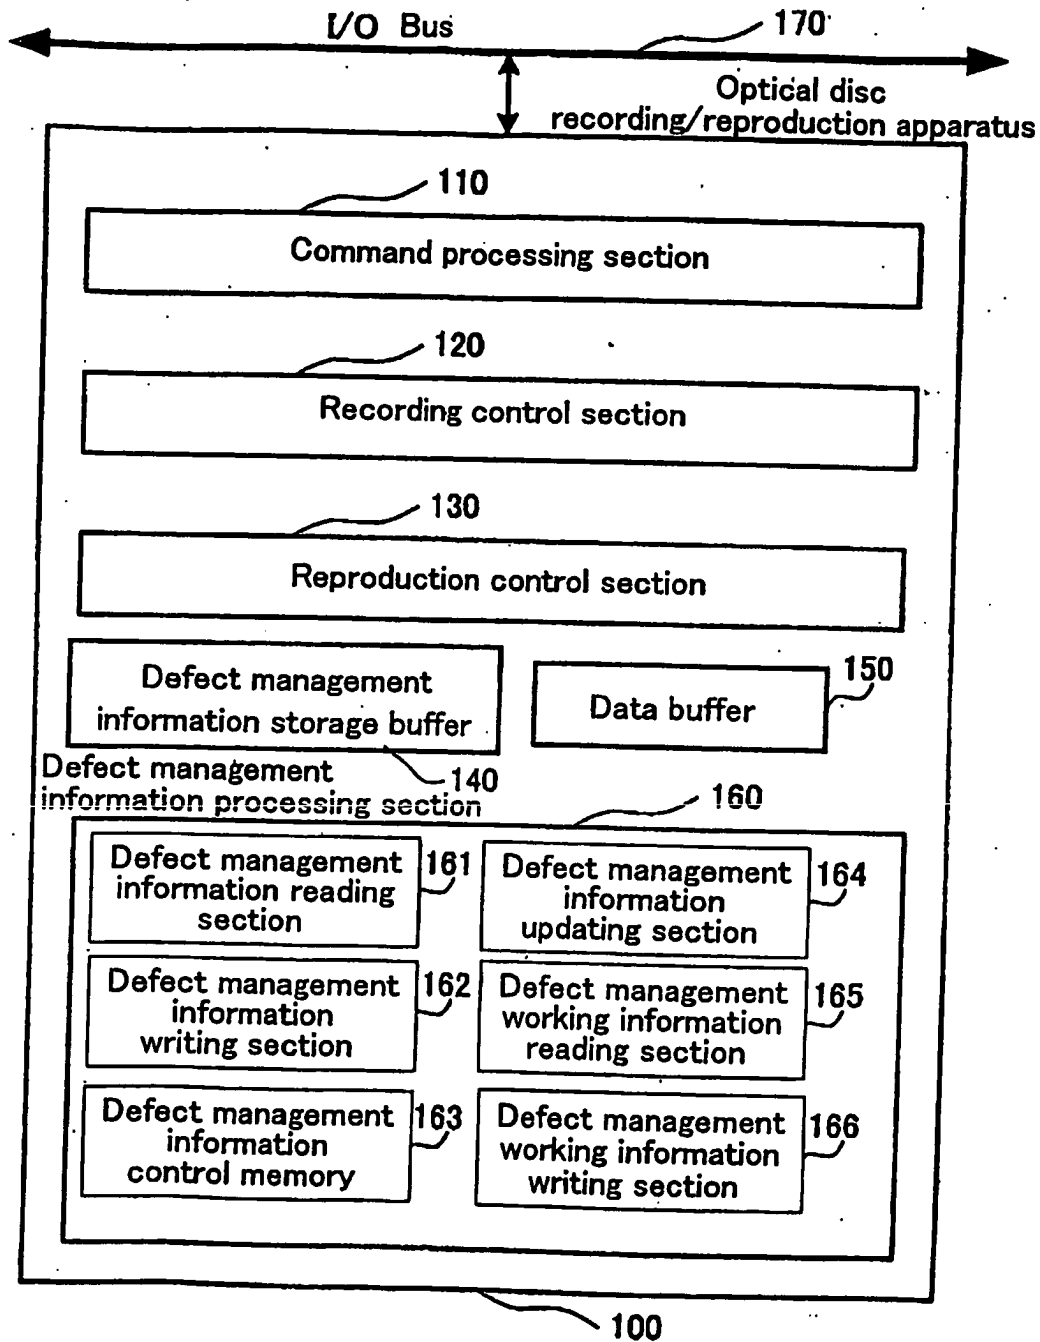 I/O Bus
170
Optical disc
recording/reproduction apparatus
110
Command processing section
120
Recording control section
130
Reproduction control section
Defect management
information storage buffer
140
Data buffer
150
Defect management
information processing section
160
Defect management
information reading
section
161
Defect management
information
updating section
164
Defect management
information
writing section
162
Defect management
working information
reading section
165
Defect management
information
control memory
163
Defect management
working information
writing section
166
100